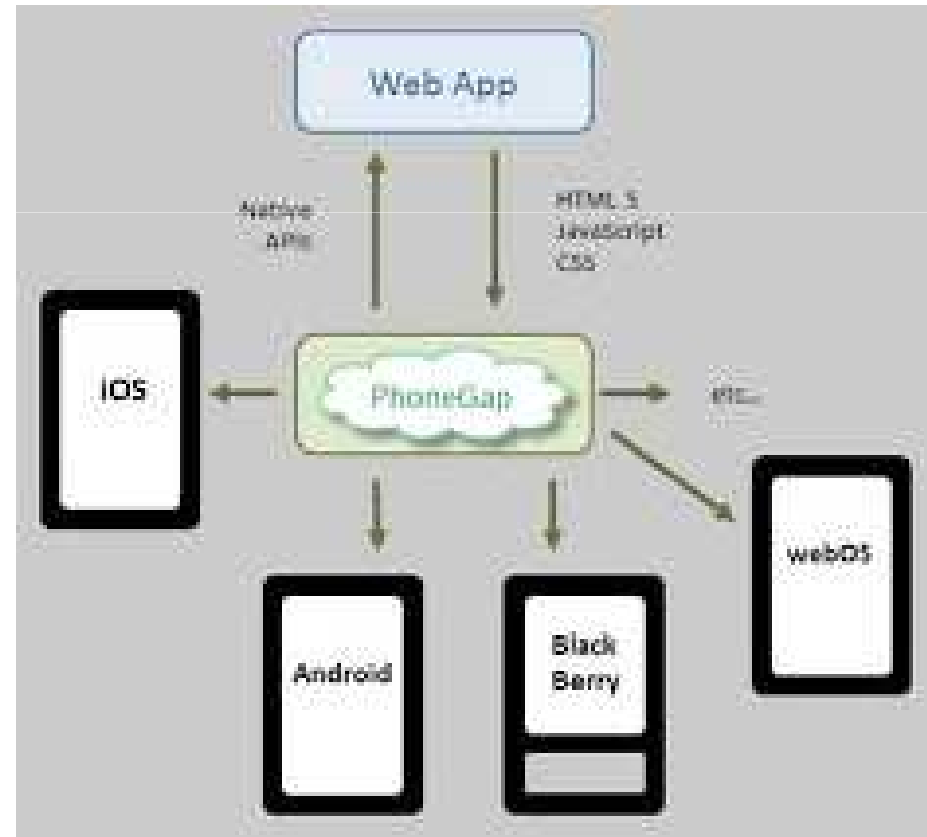 Web App
Native
APIs
HTML 5
JavaScript
CSS
iOS
PhoneGap
etc...
webOS
Android
Black
Berry